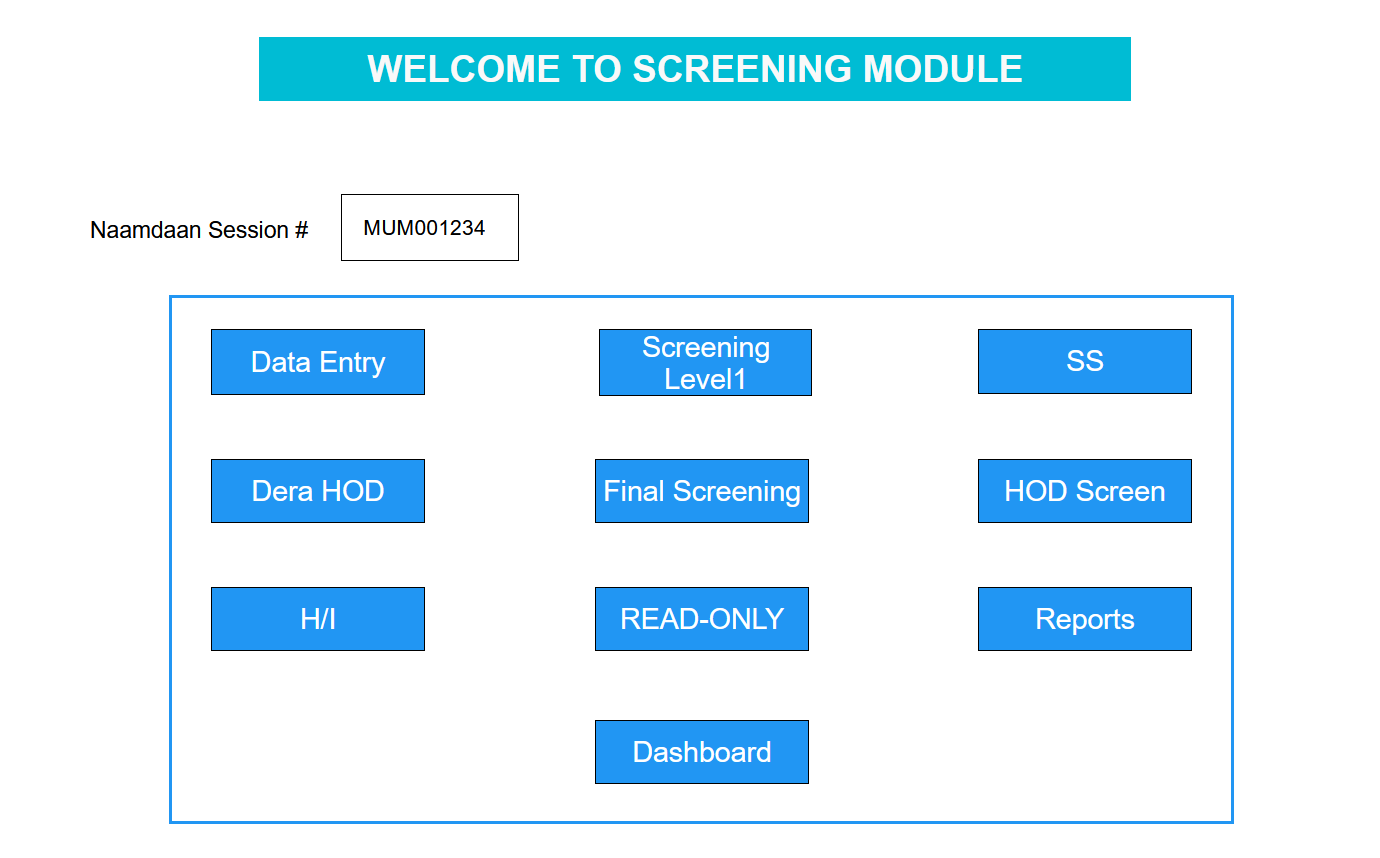 WELCOME TO SCREENING MODULE
Naamdaan Session #
MUM001234
Data Entry
Screening
Level1
SS
Dera HOD
Final Screening
HOD Screen
H/I
READ-ONLY
Reports
Dashboard